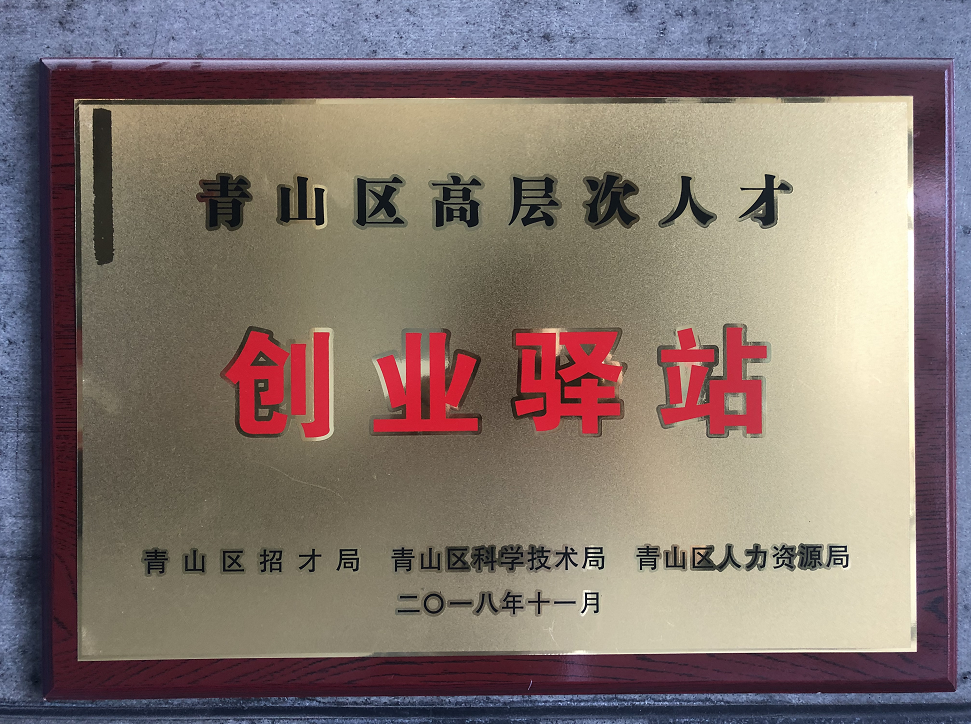 青山区高层次人才
创业驿站
青山区招才局 青山区科学技术局 青山区人力资源局
二〇一八年十一月